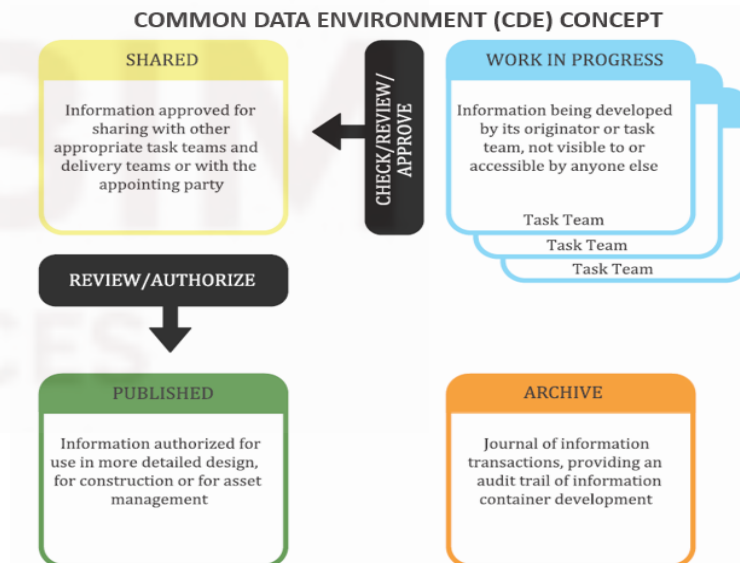 COMMON DATA ENVIRONMENT (CDE) CONCEPT
SHARED
Information approved for
sharing with other
appropriate task teams and
delivery teams or with the
appointing party
CHECK/REVIEW/
APPROVE
WORK IN PROGRESS
Information being developed
by its originator or task
team, not visible to or
accessible by anyone else
Task Team
Task Team
Task Team
REVIEW/AUTHORIZE
PUBLISHED
Information authorized for
use in more detailed design,
for construction or for asset
management
ARCHIVE
Journal of information
transactions, providing an
audit trail of information
container development